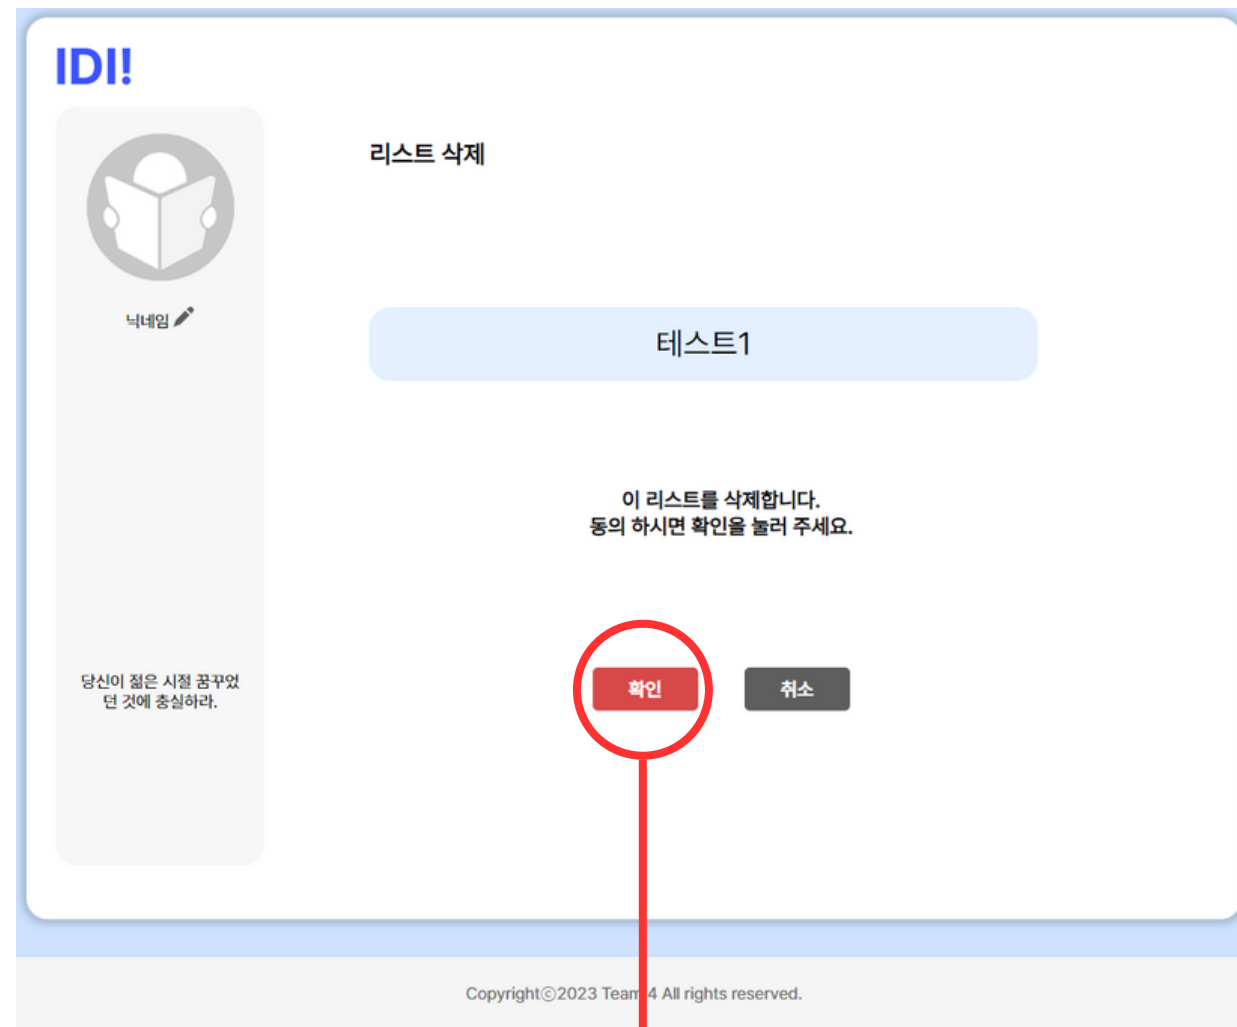 IDI!
닉네임
당신이 젊은 시절 꿈꾸었
던 것에 충실하라.
리스트 삭제
테스트1
이 리스트를 삭제합니다.
동의 하시면 확인을 눌러 주세요.
확인
취소
Copyrightⓒ2023 Team 4 All rights reserved.